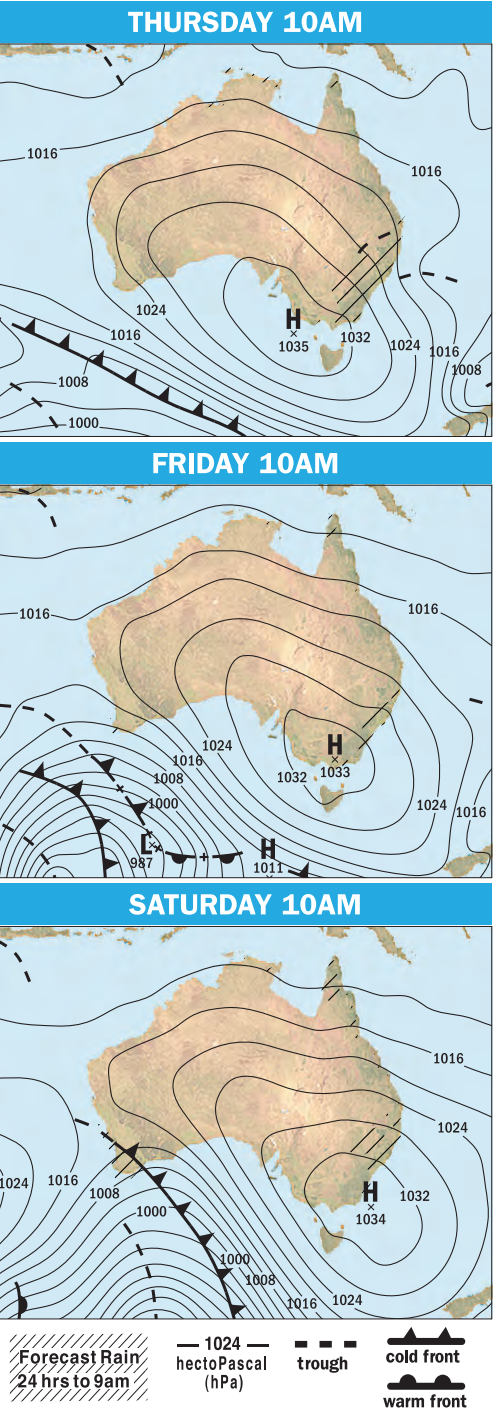 THURSDAY 10AM
1016
1016
1024
1016
H
1035
1032
1024
1016
1008
1008
1000
FRIDAY 10AM
1016
1016
1024
1016
1008
1000
H
1032
1033
1024
1016
L
987
H
1011
SATURDAY 10AM
1016
1024
1024
1016
1008
1000
H
1032
1034
1000
1008
1016
1024
Forecast Rain
24 hrs to 9am
1024
hectoPascal
(hPa)
trough
cold front
warm front